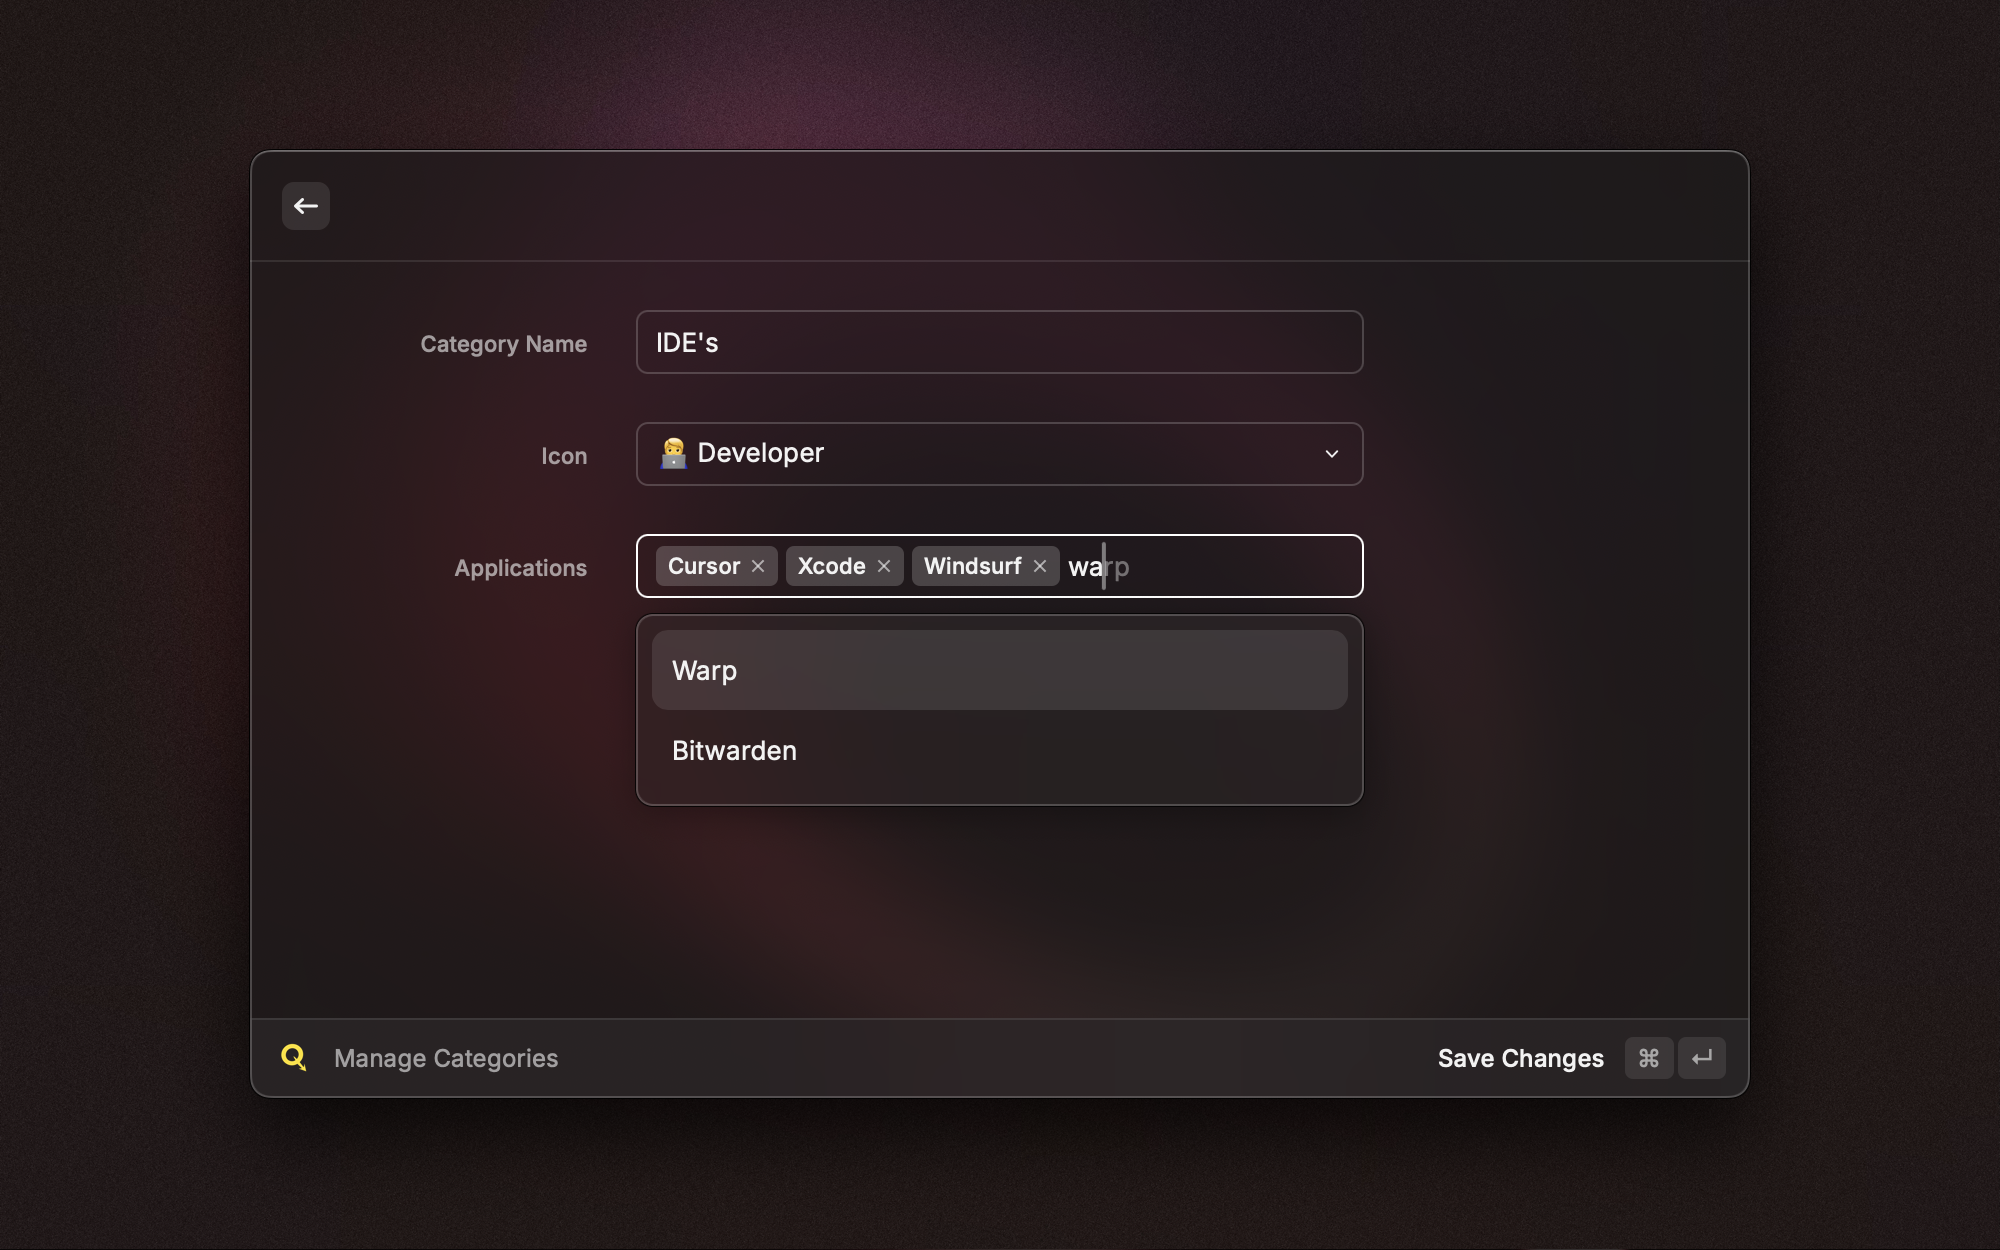 Category Name
IDE's
Icon
Developer
Applications
Cursor Xcode Windsurf warp
Warp
Bitwarden
Manage Categories
Save Changes ⌘ ↵